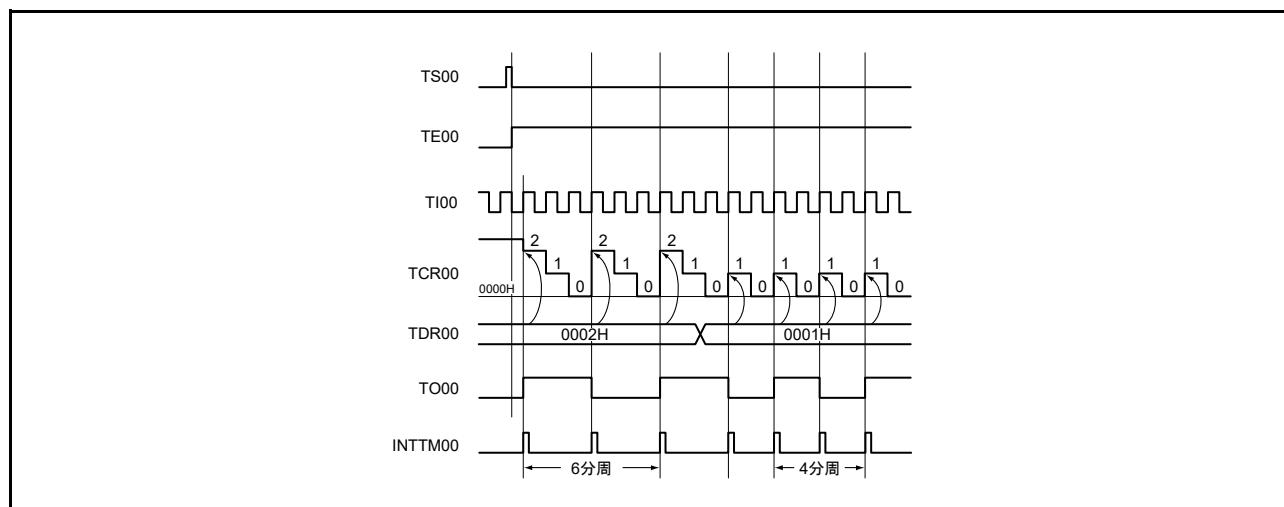 TS00
TE00
TI00
2 2 2
1 1 1 1 1 1 1
TCR00
0 0 0 0 0 0 0
0000H
TDR00
0002H 0001H
TO00
INTTM00
6分周 4分周